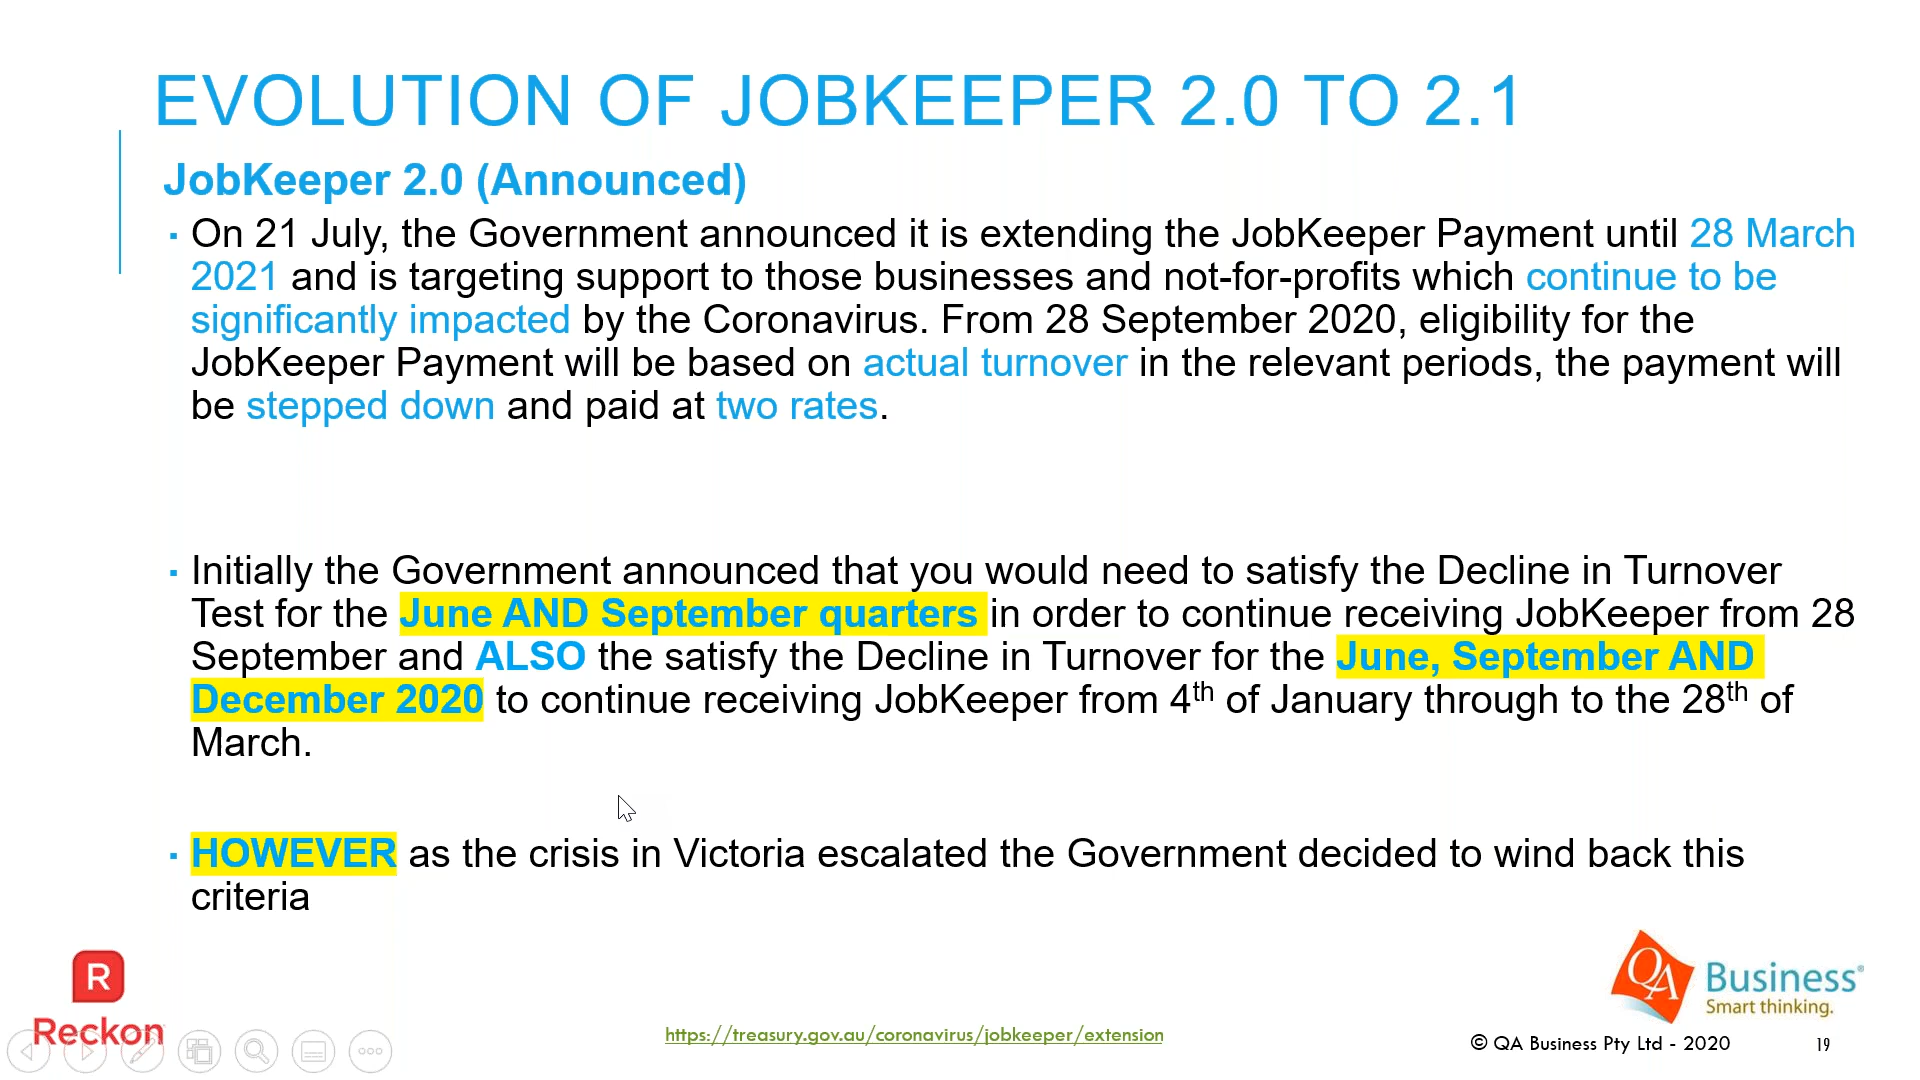 EVOLUTION OF JOBKEEPER 2.0 TO 2.1
JobKeeper 2.0 (Announced)
▪ On 21 July, the Government announced it is extending the JobKeeper Payment until 28 March
2021 and is targeting support to those businesses and not-for-profits which continue to be
significantly impacted by the Coronavirus. From 28 September 2020, eligibility for the
JobKeeper Payment will be based on actual turnover in the relevant periods, the payment will
be stepped down and paid at two rates.
▪ Initially the Government announced that you would need to satisfy the Decline in Turnover
Test for the June AND September quarters in order to continue receiving JobKeeper from 28
September and ALSO the satisfy the Decline in Turnover for the June, September AND
December 2020 to continue receiving JobKeeper from 4th of January through to the 28th of
March.
▪ HOWEVER as the crisis in Victoria escalated the Government decided to wind back this
criteria
R
Reckon
https://treasury.gov.au/coronavirus/jobkeeper/extension
QA Business®
Smart thinking.
© QA Business Pty Ltd - 2020
19